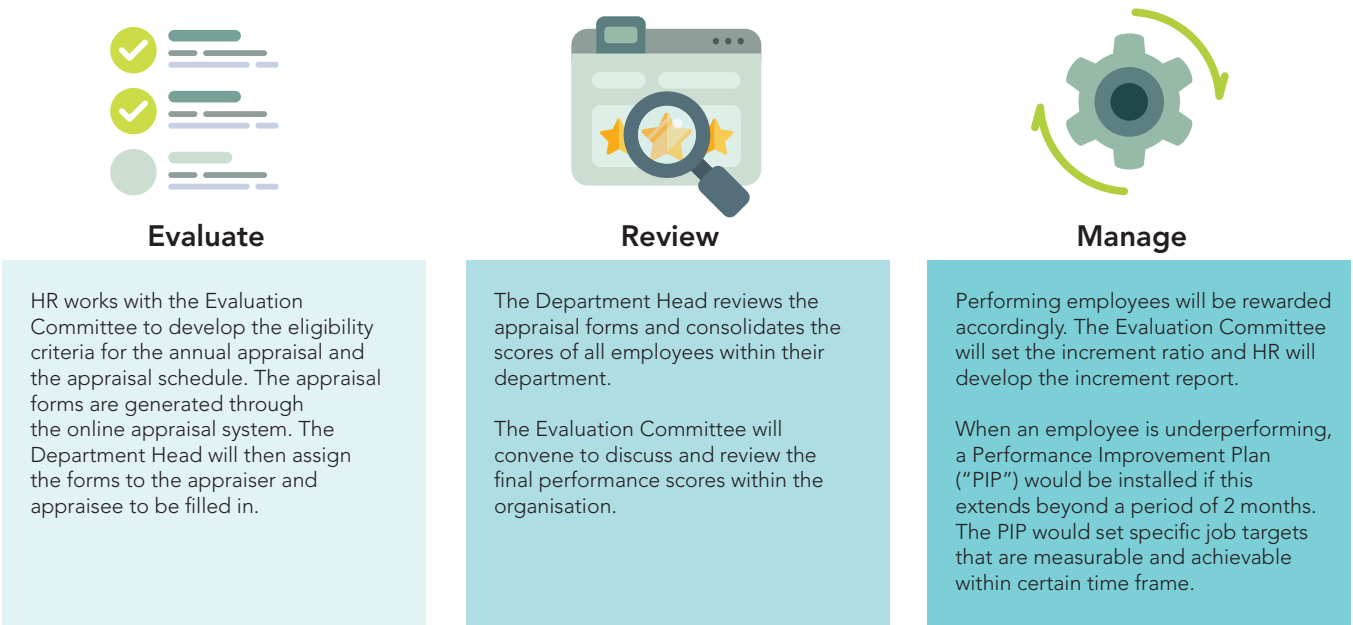 Evaluate
HR works with the Evaluation
Committee to develop the eligibility
criteria for the annual appraisal and
the appraisal schedule. The appraisal
forms are generated through
the online appraisal system. The
Department Head will then assign
the forms to the appraiser and
appraisee to be filled in.
Review
The Department Head reviews the
appraisal forms and consolidates the
scores of all employees within their
department.
The Evaluation Committee will
convene to discuss and review the
final performance scores within the
organisation.
Manage
Performing employees will be rewarded
accordingly. The Evaluation Committee
will set the increment ratio and HR will
develop the increment report.
When an employee is underperforming,
a Performance Improvement Plan
(“PIP”) would be installed if this
extends beyond a period of 2 months.
The PIP would set specific job targets
that are measurable and achievable
within certain time frame.